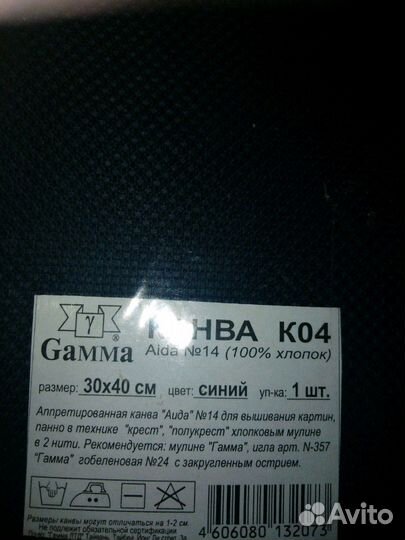 КАНВА К04
γ
®
Gamma
Aida №14 (100% хлопок)
размер: 30х40 см цвет: синий уп-ка: 1 шт.
Аппретированная канва "Аида" №14 для вышивания картин,
панно в технике "крест", "полукрест" хлопковым мулине
в 2 нити. Рекомендуется: мулине "Гамма", игла арт. N-357
"Гамма" гобеленовая №24 с закругленным острием.
Размеры канвы могут отличаться на 1-2 см.
Не подлежит обязательной
4 606080 132073
Avito